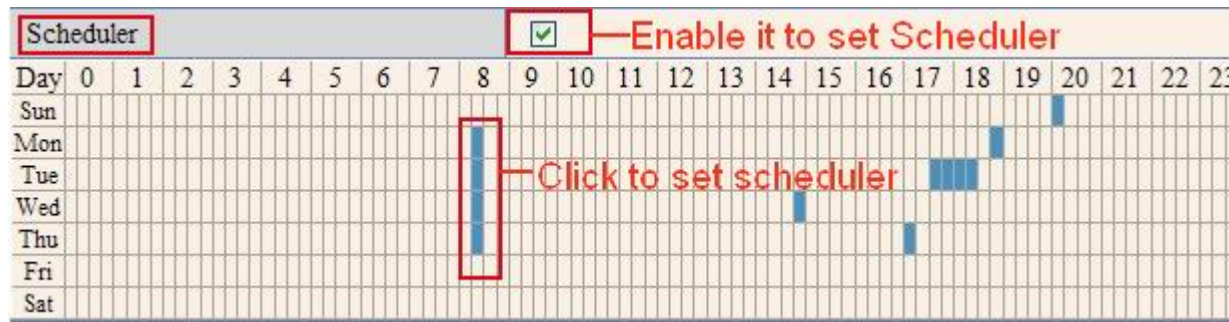 Scheduler Enable it to set Scheduler
Day 0 1 2 3 4 5 6 7 8 9 10 11 12 13 14 15 16 17 18 19 20 21 22 23
Sun
Mon
Tue Click to set scheduler
Wed
Thu
Fri
Sat